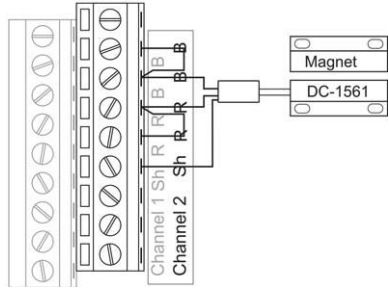 Channel 1 Sh R R B B
Channel 2 Sh R R B B
Magnet
DC-1561